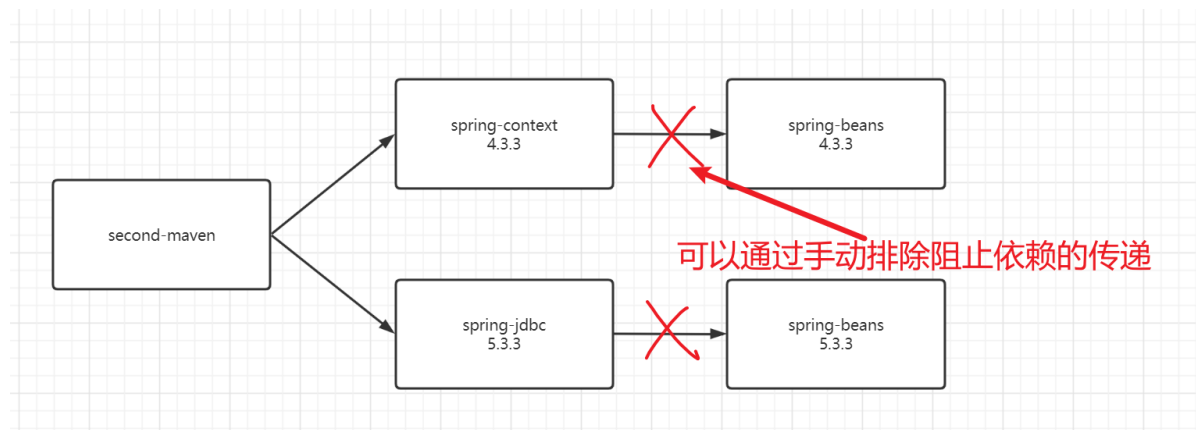 spring-context
4.3.3
spring-beans
4.3.3
second-maven
可以通过手动排除阻止依赖的传递
spring-jdbc
5.3.3
spring-beans
5.3.3